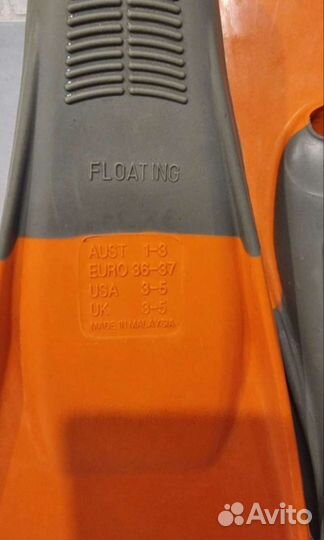 FLOATING
AUST 1-3
EURO 36-37
USA 3-5
UK 3-5
MADE IN MALAYSIA
Avito